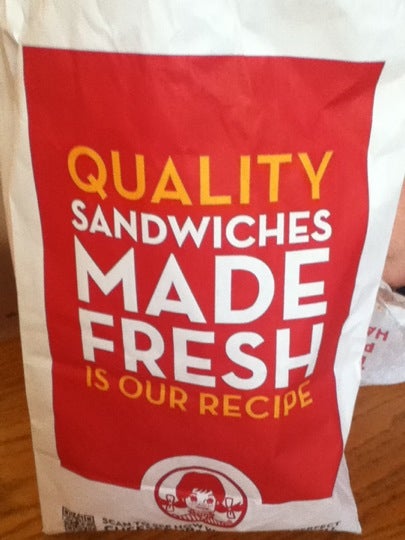 QUALITY
SANDWICHES
MADE
FRESH
IS OUR RECIPE